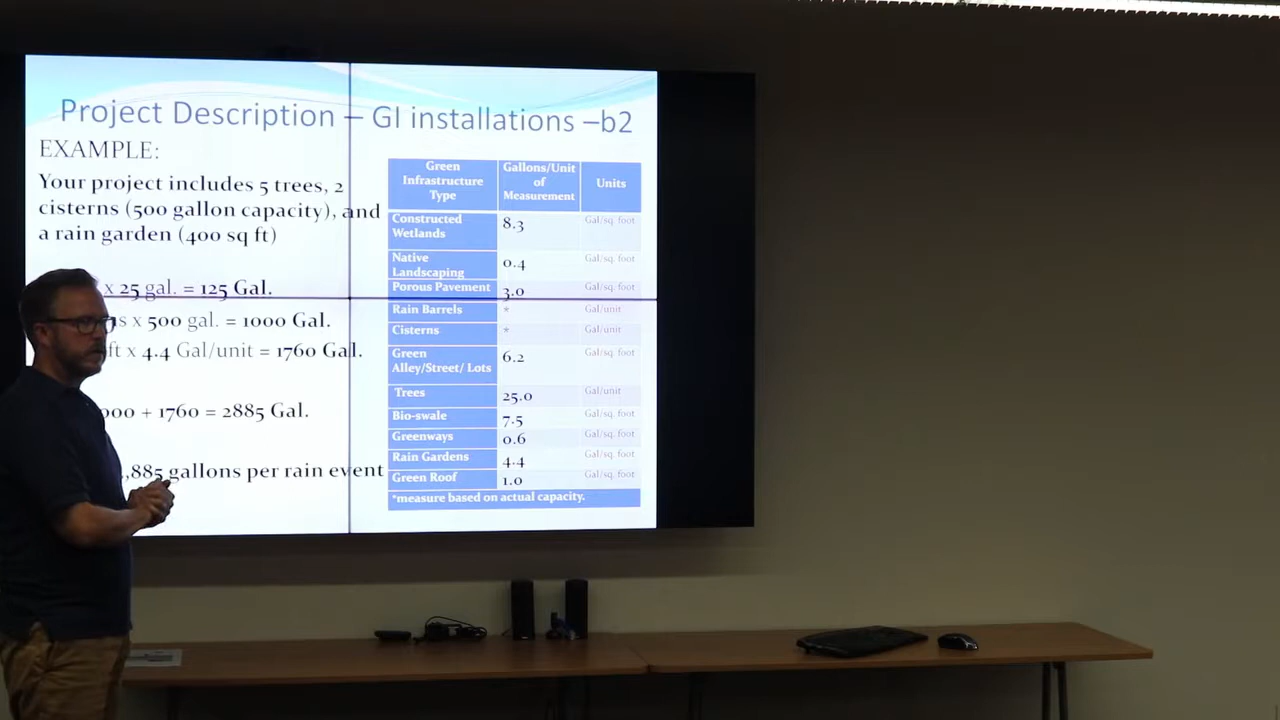 Project Description – GI installations –b2
EXAMPLE:
Your project includes 5 trees, 2
cisterns (500 gallon capacity), and
a rain garden (400 sq ft)
x 25 gal. = 125 Gal.
x 500 gal. = 1000 Gal.
ft x 4.4 Gal/unit = 1760 Gal.
+ 1760 = 2885 Gal.
,885 gallons per rain event
Green Infrastructure Type Gallons/Unit of Measurement Units
Constructed Wetlands 8.3 Gal/sq. foot
Native Landscaping 0.4 Gal/sq. foot
Porous Pavement 3.0 Gal/sq. foot
Rain Barrels * Gal/unit
Cisterns * Gal/unit
Green Alley/Street/ Lots 6.2 Gal/sq. foot
Trees 25.0 Gal/unit
Bio-swale 7.5 Gal/sq. foot
Greenways 0.6 Gal/sq. foot
Rain Gardens 4.4 Gal/sq. foot
Green Roof 1.0 Gal/sq. foot
*measure based on actual capacity.